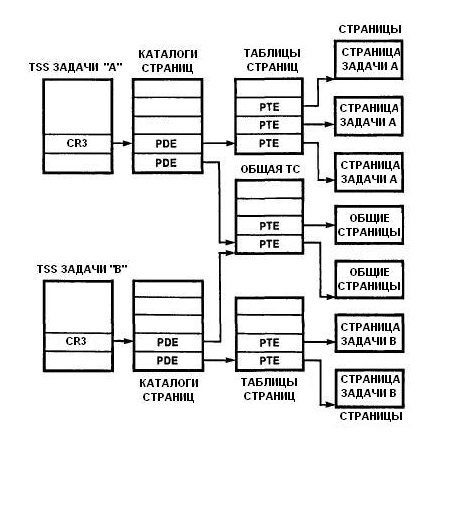 СТРАНИЦЫ
TSS ЗАДАЧИ "А"
КАТАЛОГИ
СТРАНИЦ
ТАБЛИЦЫ
СТРАНИЦ
СТРАНИЦА
ЗАДАЧИ А
PTE
PTE
СТРАНИЦА
ЗАДАЧИ А
CR3
PDE
PTE
PDE
СТРАНИЦА
ЗАДАЧИ А
ОБЩАЯ ТС
PTE
PTE
ОБЩИЕ
СТРАНИЦЫ
TSS ЗАДАЧИ "В"
ОБЩИЕ
СТРАНИЦЫ
CR3
PDE
PTE
СТРАНИЦА
ЗАДАЧИ В
PDE
PTE
КАТАЛОГИ
СТРАНИЦ
ТАБЛИЦЫ
СТРАНИЦ
СТРАНИЦА
ЗАДАЧИ В
СТРАНИЦЫ